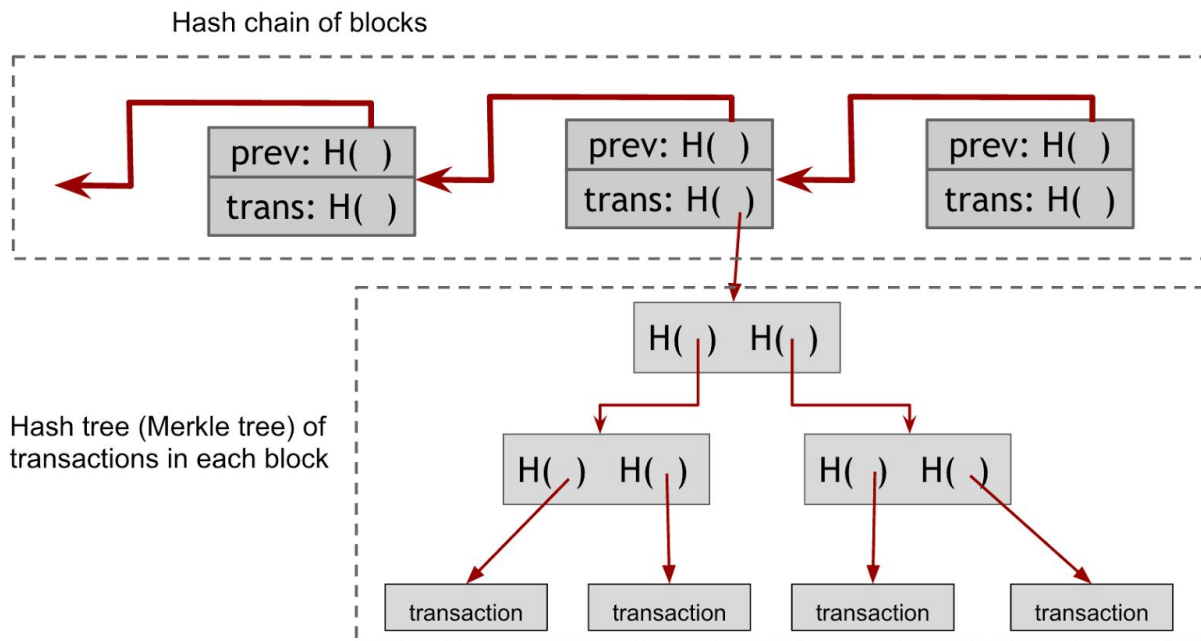 Hash chain of blocks
prev: H( )
trans: H( )
prev: H( )
trans: H( )
prev: H( )
trans: H( )
H( ) H( )
Hash tree (Merkle tree) of
transactions in each block
H( ) H( )
H( ) H( )
transaction
transaction
transaction
transaction